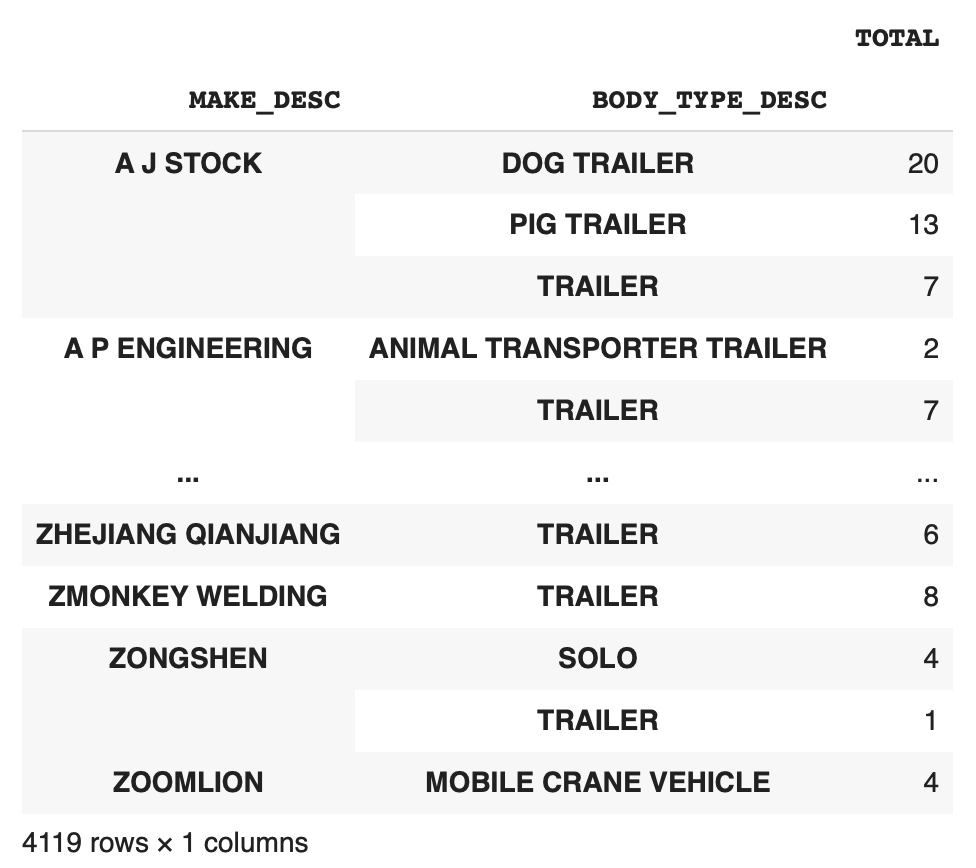 TOTAL
MAKE_DESC BODY_TYPE_DESC
A J STOCK DOG TRAILER 20
PIG TRAILER 13
TRAILER 7
A P ENGINEERING ANIMAL TRANSPORTER TRAILER 2
TRAILER 7
... ... ...
ZHEJIANG QIANJIANG TRAILER 6
ZMONKEY WELDING TRAILER 8
ZONGSHEN SOLO 4
TRAILER 1
ZOOMLION MOBILE CRANE VEHICLE 4
4119 rows × 1 columns